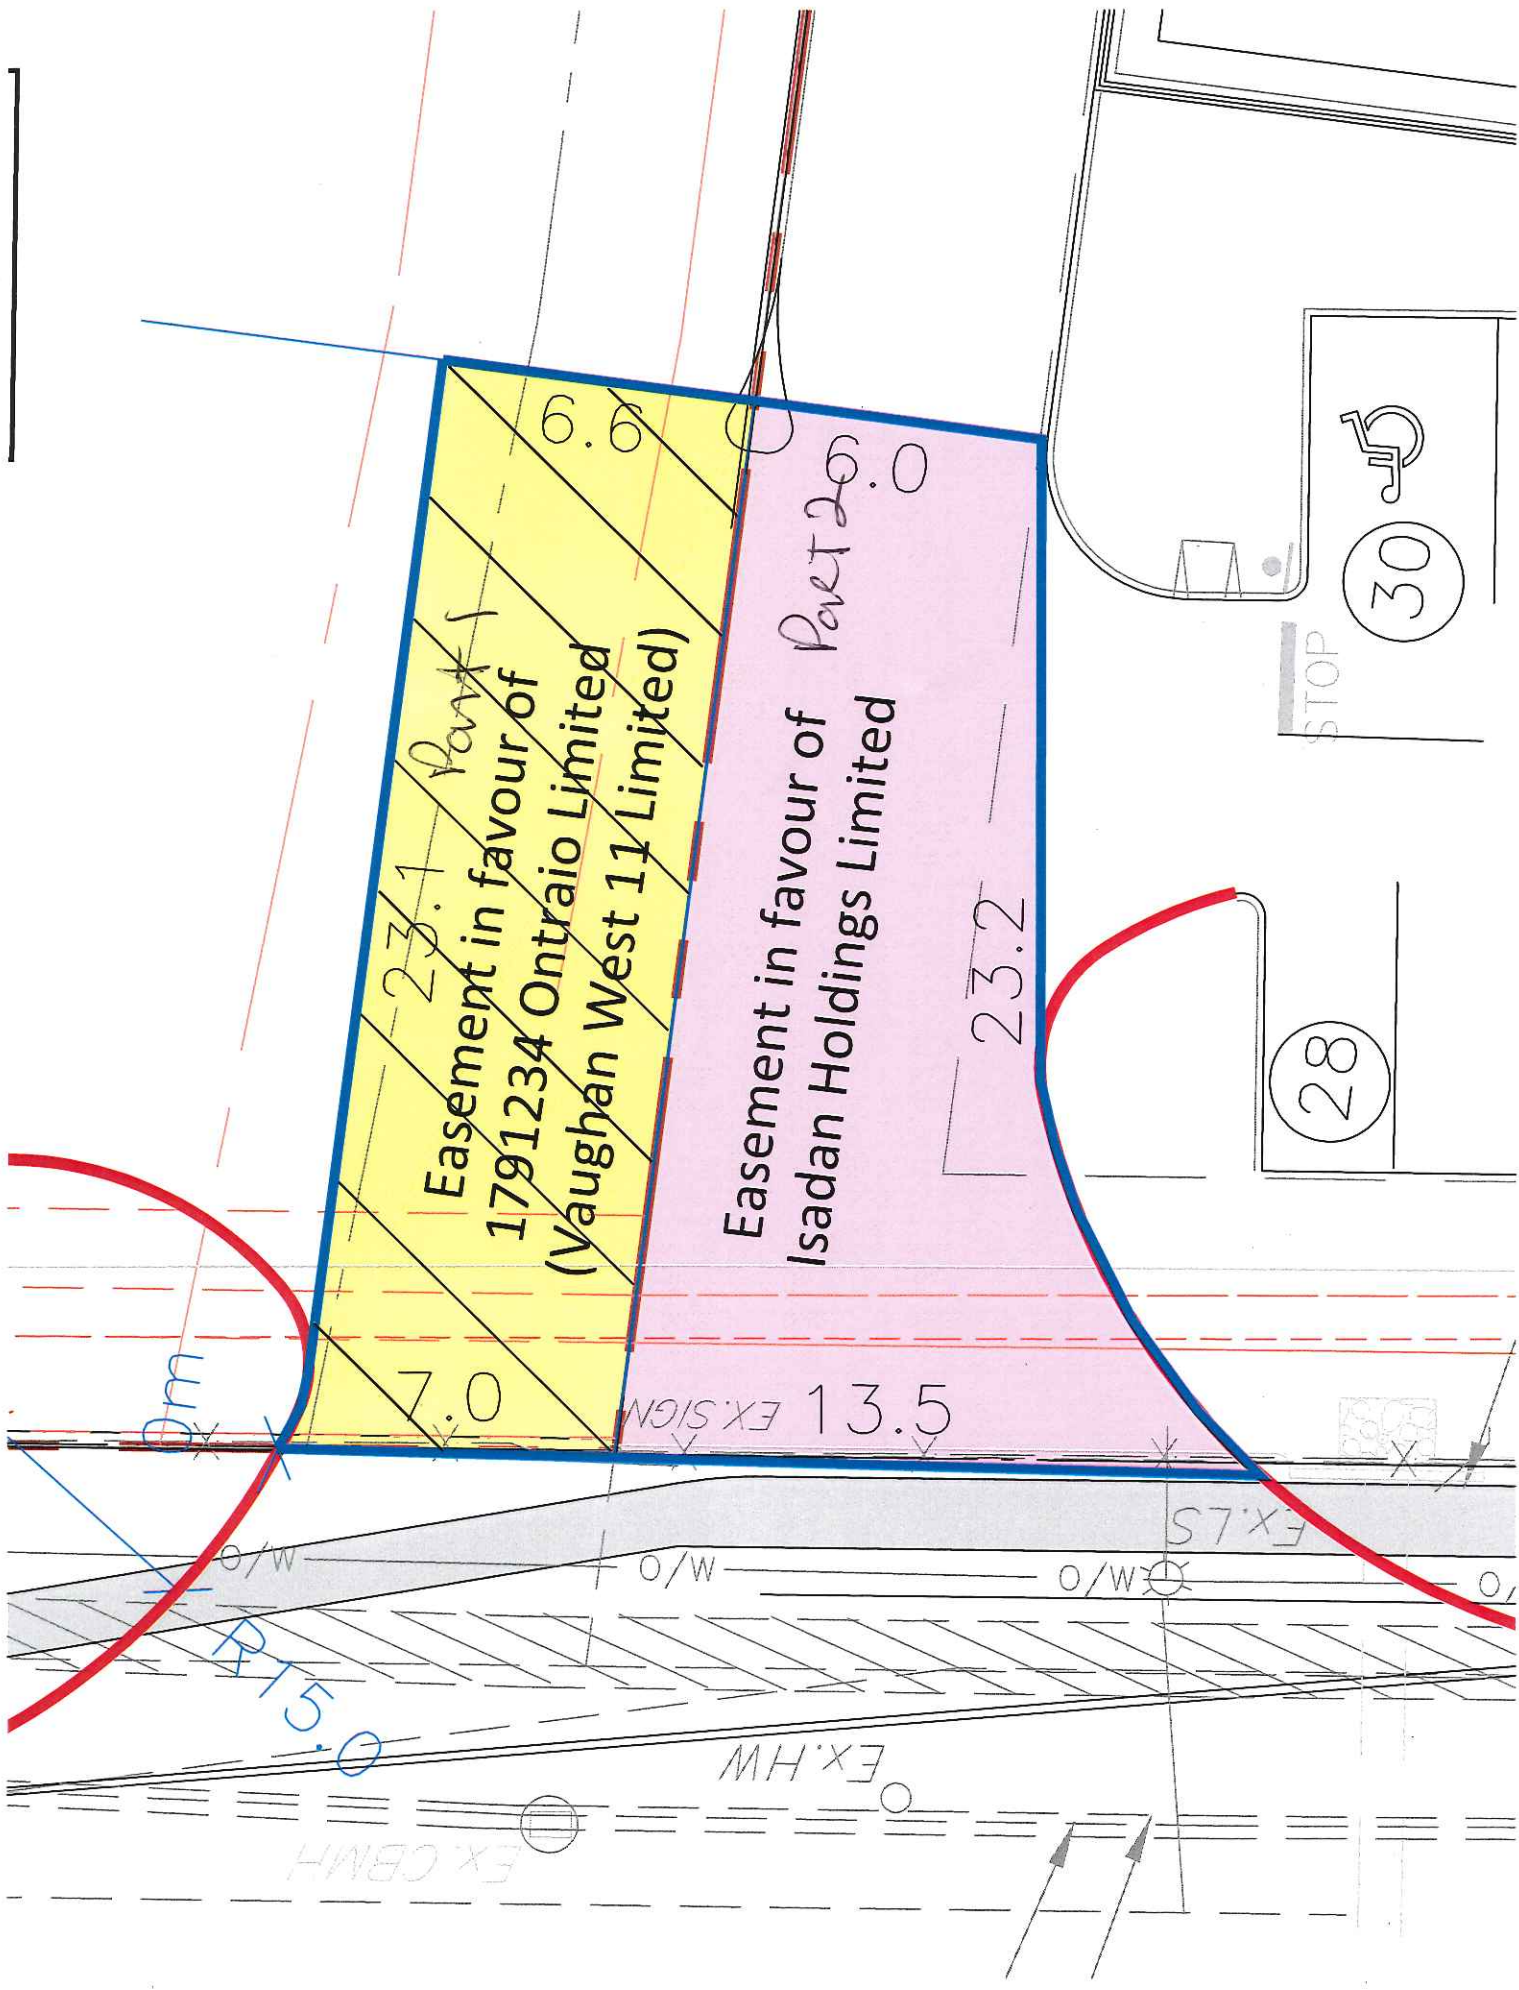 Part 1
23.1
6.6
Easement in favour of
1791234 Ontraio Limited
(Vaughan West 11 Limited)
7.0
Part 2
6.0
Easement in favour of
Isadan Holdings Limited
23.2
13.5
EX.SIGN
0m
R15.0
30
STOP
28
O/W
O/W
O/W
Ex.LS
Ex.HW
Ex.CBMH